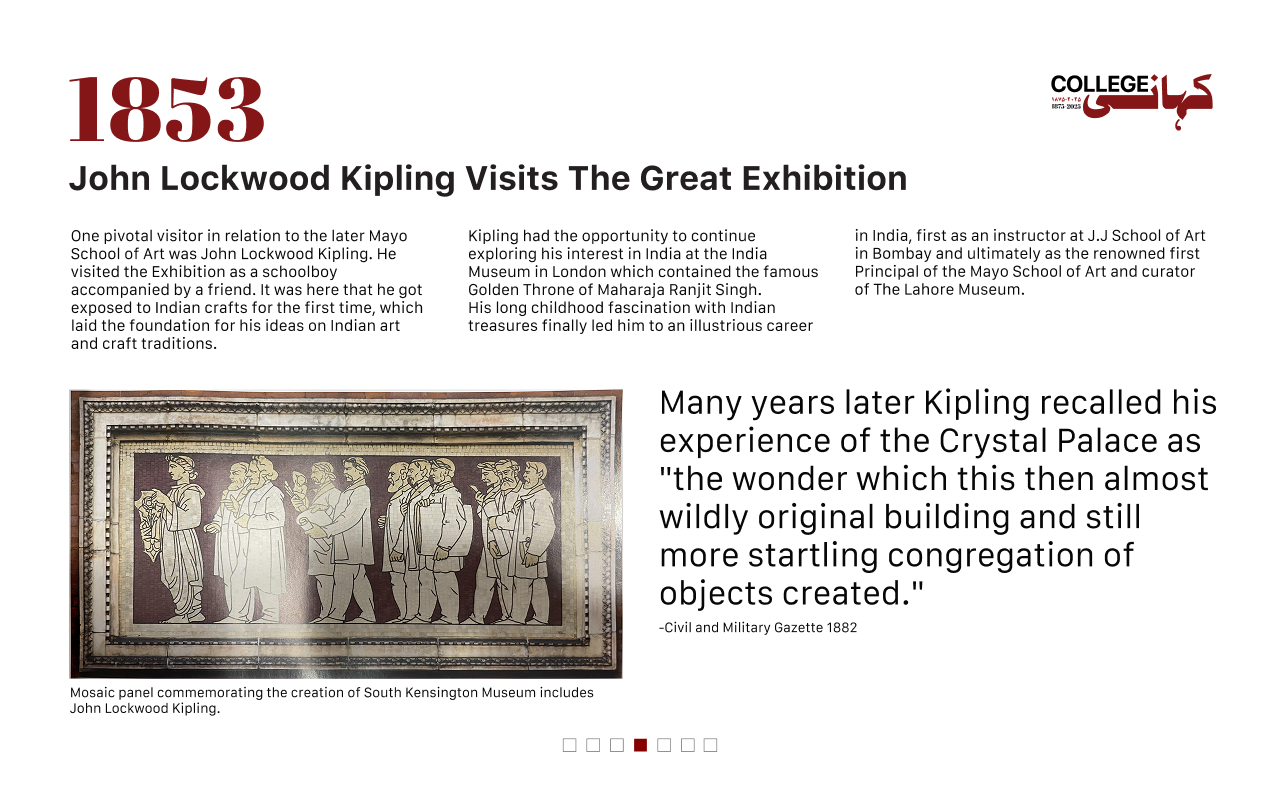 1853
COLLEGE کہانی
۱۸۷۵-۲۰۲۵
1875-2025
John Lockwood Kipling Visits The Great Exhibition
One pivotal visitor in relation to the later Mayo
School of Art was John Lockwood Kipling. He
visited the Exhibition as a schoolboy
accompanied by a friend. It was here that he got
exposed to Indian crafts for the first time, which
laid the foundation for his ideas on Indian art
and craft traditions.
Kipling had the opportunity to continue
exploring his interest in India at the India
Museum in London which contained the famous
Golden Throne of Maharaja Ranjit Singh.
His long childhood fascination with Indian
treasures finally led him to an illustrious career
in India, first as an instructor at J.J School of Art
in Bombay and ultimately as the renowned first
Principal of the Mayo School of Art and curator
of The Lahore Museum.
Many years later Kipling recalled his
experience of the Crystal Palace as
"the wonder which this then almost
wildly original building and still
more startling congregation of
objects created."
-Civil and Military Gazette 1882
Mosaic panel commemorating the creation of South Kensington Museum includes
John Lockwood Kipling.